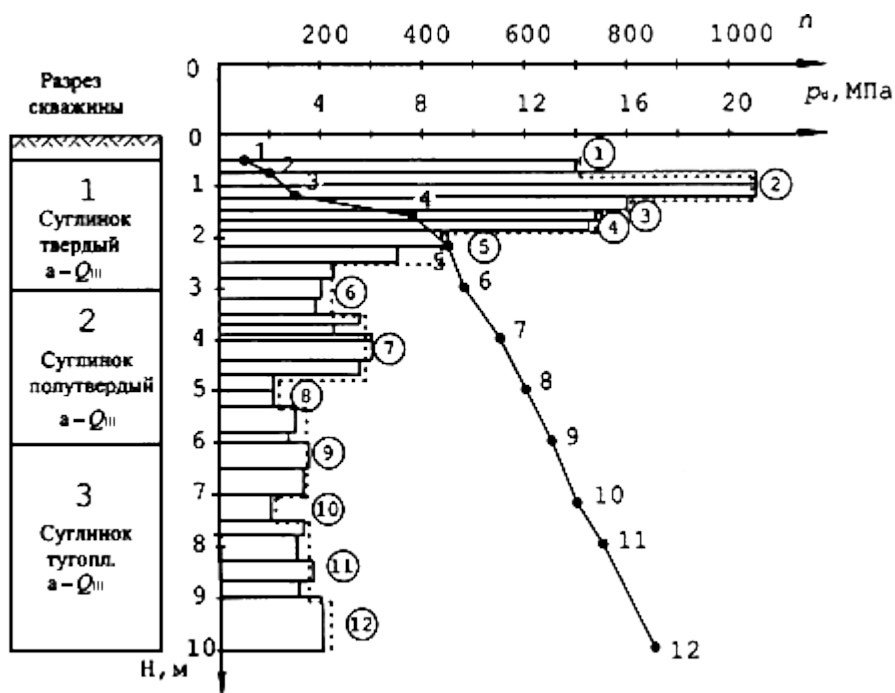 200 400 600 800 1000 n
0
4 8 12 16 20 pd, МПа
0
Разрез
скважины
1
Суглинок
твердый
a – QIII
2
Суглинок
полутвердый
a – QIII
3
Суглинок
тугопл.
a – QIII
1
2
3
4
5
6
7
8
9
10
Н, м
1
2
3
4
5
6
7
8
9
10
11
12
1
2
3
4
5
6
7
8
9
10
11
12